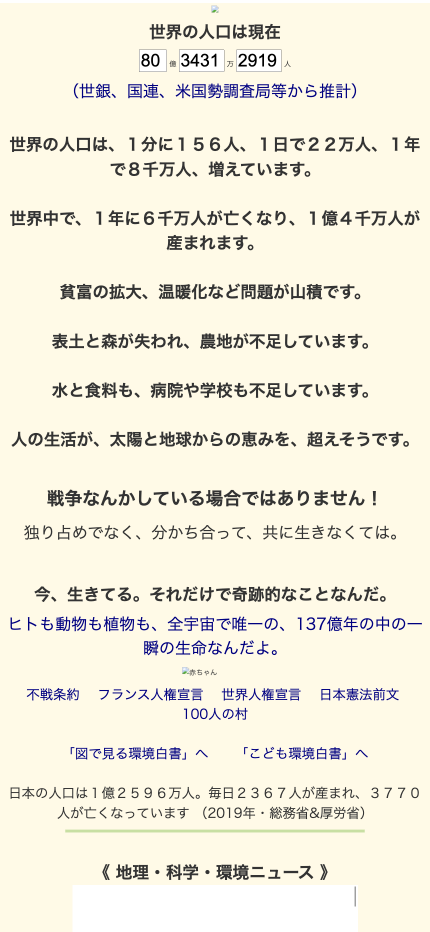 世界の人口は現在
80 億 3431 万 2919 人
（世銀、国連、米国勢調査局等から推計）
世界の人口は、１分に１５６人、１日で２２万人、１年
で８千万人、増えています。
世界中で、１年に６千万人が亡くなり、１億４千万人が
産まれます。
貧富の拡大、温暖化など問題が山積です。
表土と森が失われ、農地が不足しています。
水と食料も、病院や学校も不足しています。
人の生活が、太陽と地球からの恵みを、超えそうです。
戦争なんかしている場合ではありません！
独り占めでなく、分かち合って、共に生きなくては。
今、生きてる。それだけで奇跡的なことなんだ。
ヒトも動物も植物も、全宇宙で唯一の、137億年の中の一
瞬の生命なんだよ。
赤ちゃん
不戦条約 フランス人権宣言 世界人権宣言 日本憲法前文
100人の村
「図で見る環境白書」へ 「こども環境白書」へ
日本の人口は１億２５９６万人。毎日２３６７人が産まれ、３７７０
人が亡くなっています （2019年・総務省&厚労省）
《 地理・科学・環境ニュース 》